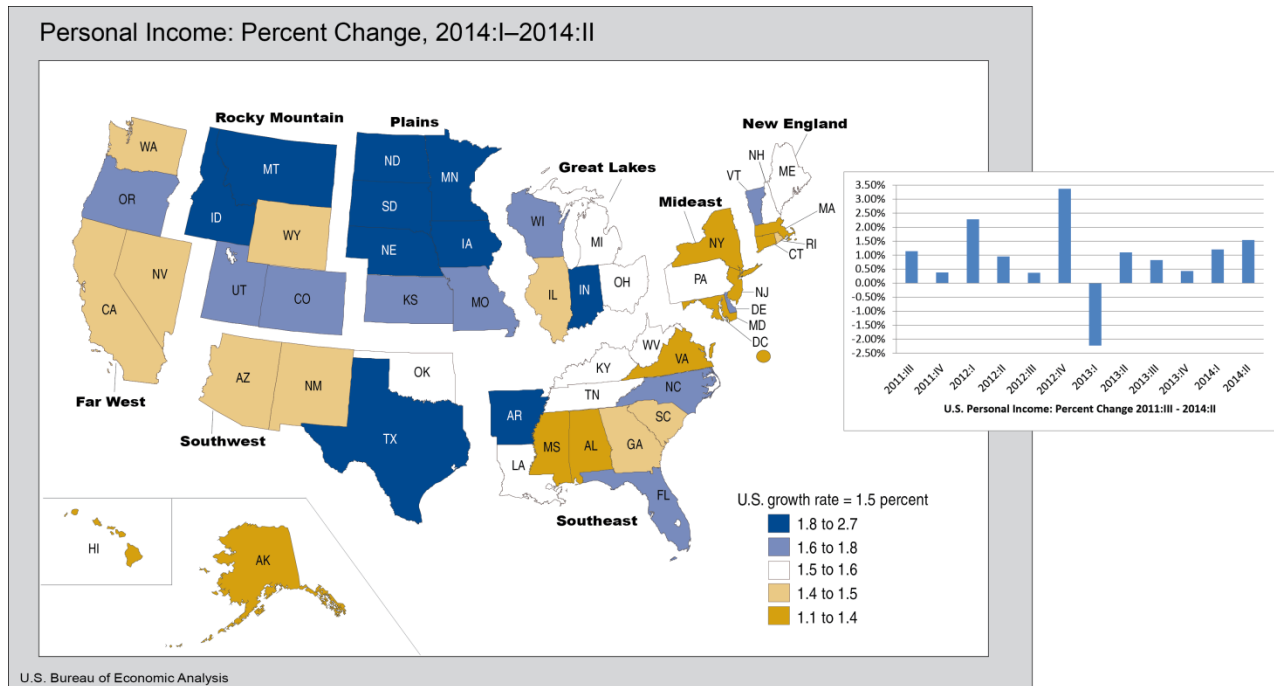 Personal Income: Percent Change, 2014:I–2014:II
Rocky Mountain
Plains
New England
Great Lakes
Mideast
Far West
Southwest
Southeast
WA
OR
CA
NV
MT
ID
WY
UT
CO
ND
SD
NE
KS
MN
IA
MO
WI
MI
IL
IN
OH
AZ
NM
OK
TX
AR
LA
KY
TN
MS
AL
GA
FL
SC
NC
VA
WV
NY
PA
NJ
DE
MD
DC
VT
NH
ME
MA
RI
CT
HI
AK
U.S. growth rate = 1.5 percent
1.8 to 2.7
1.6 to 1.8
1.5 to 1.6
1.4 to 1.5
1.1 to 1.4
3.50%
3.00%
2.50%
2.00%
1.50%
1.00%
0.50%
0.00%
-0.50%
-1.00%
-1.50%
-2.00%
-2.50%
2011:III
2011:IV
2012:I
2012:II
2012:III
2012:IV
2013:I
2013:II
2013:III
2013:IV
2014:I
2014:II
U.S. Personal Income: Percent Change 2011:III - 2014:II
U.S. Bureau of Economic Analysis